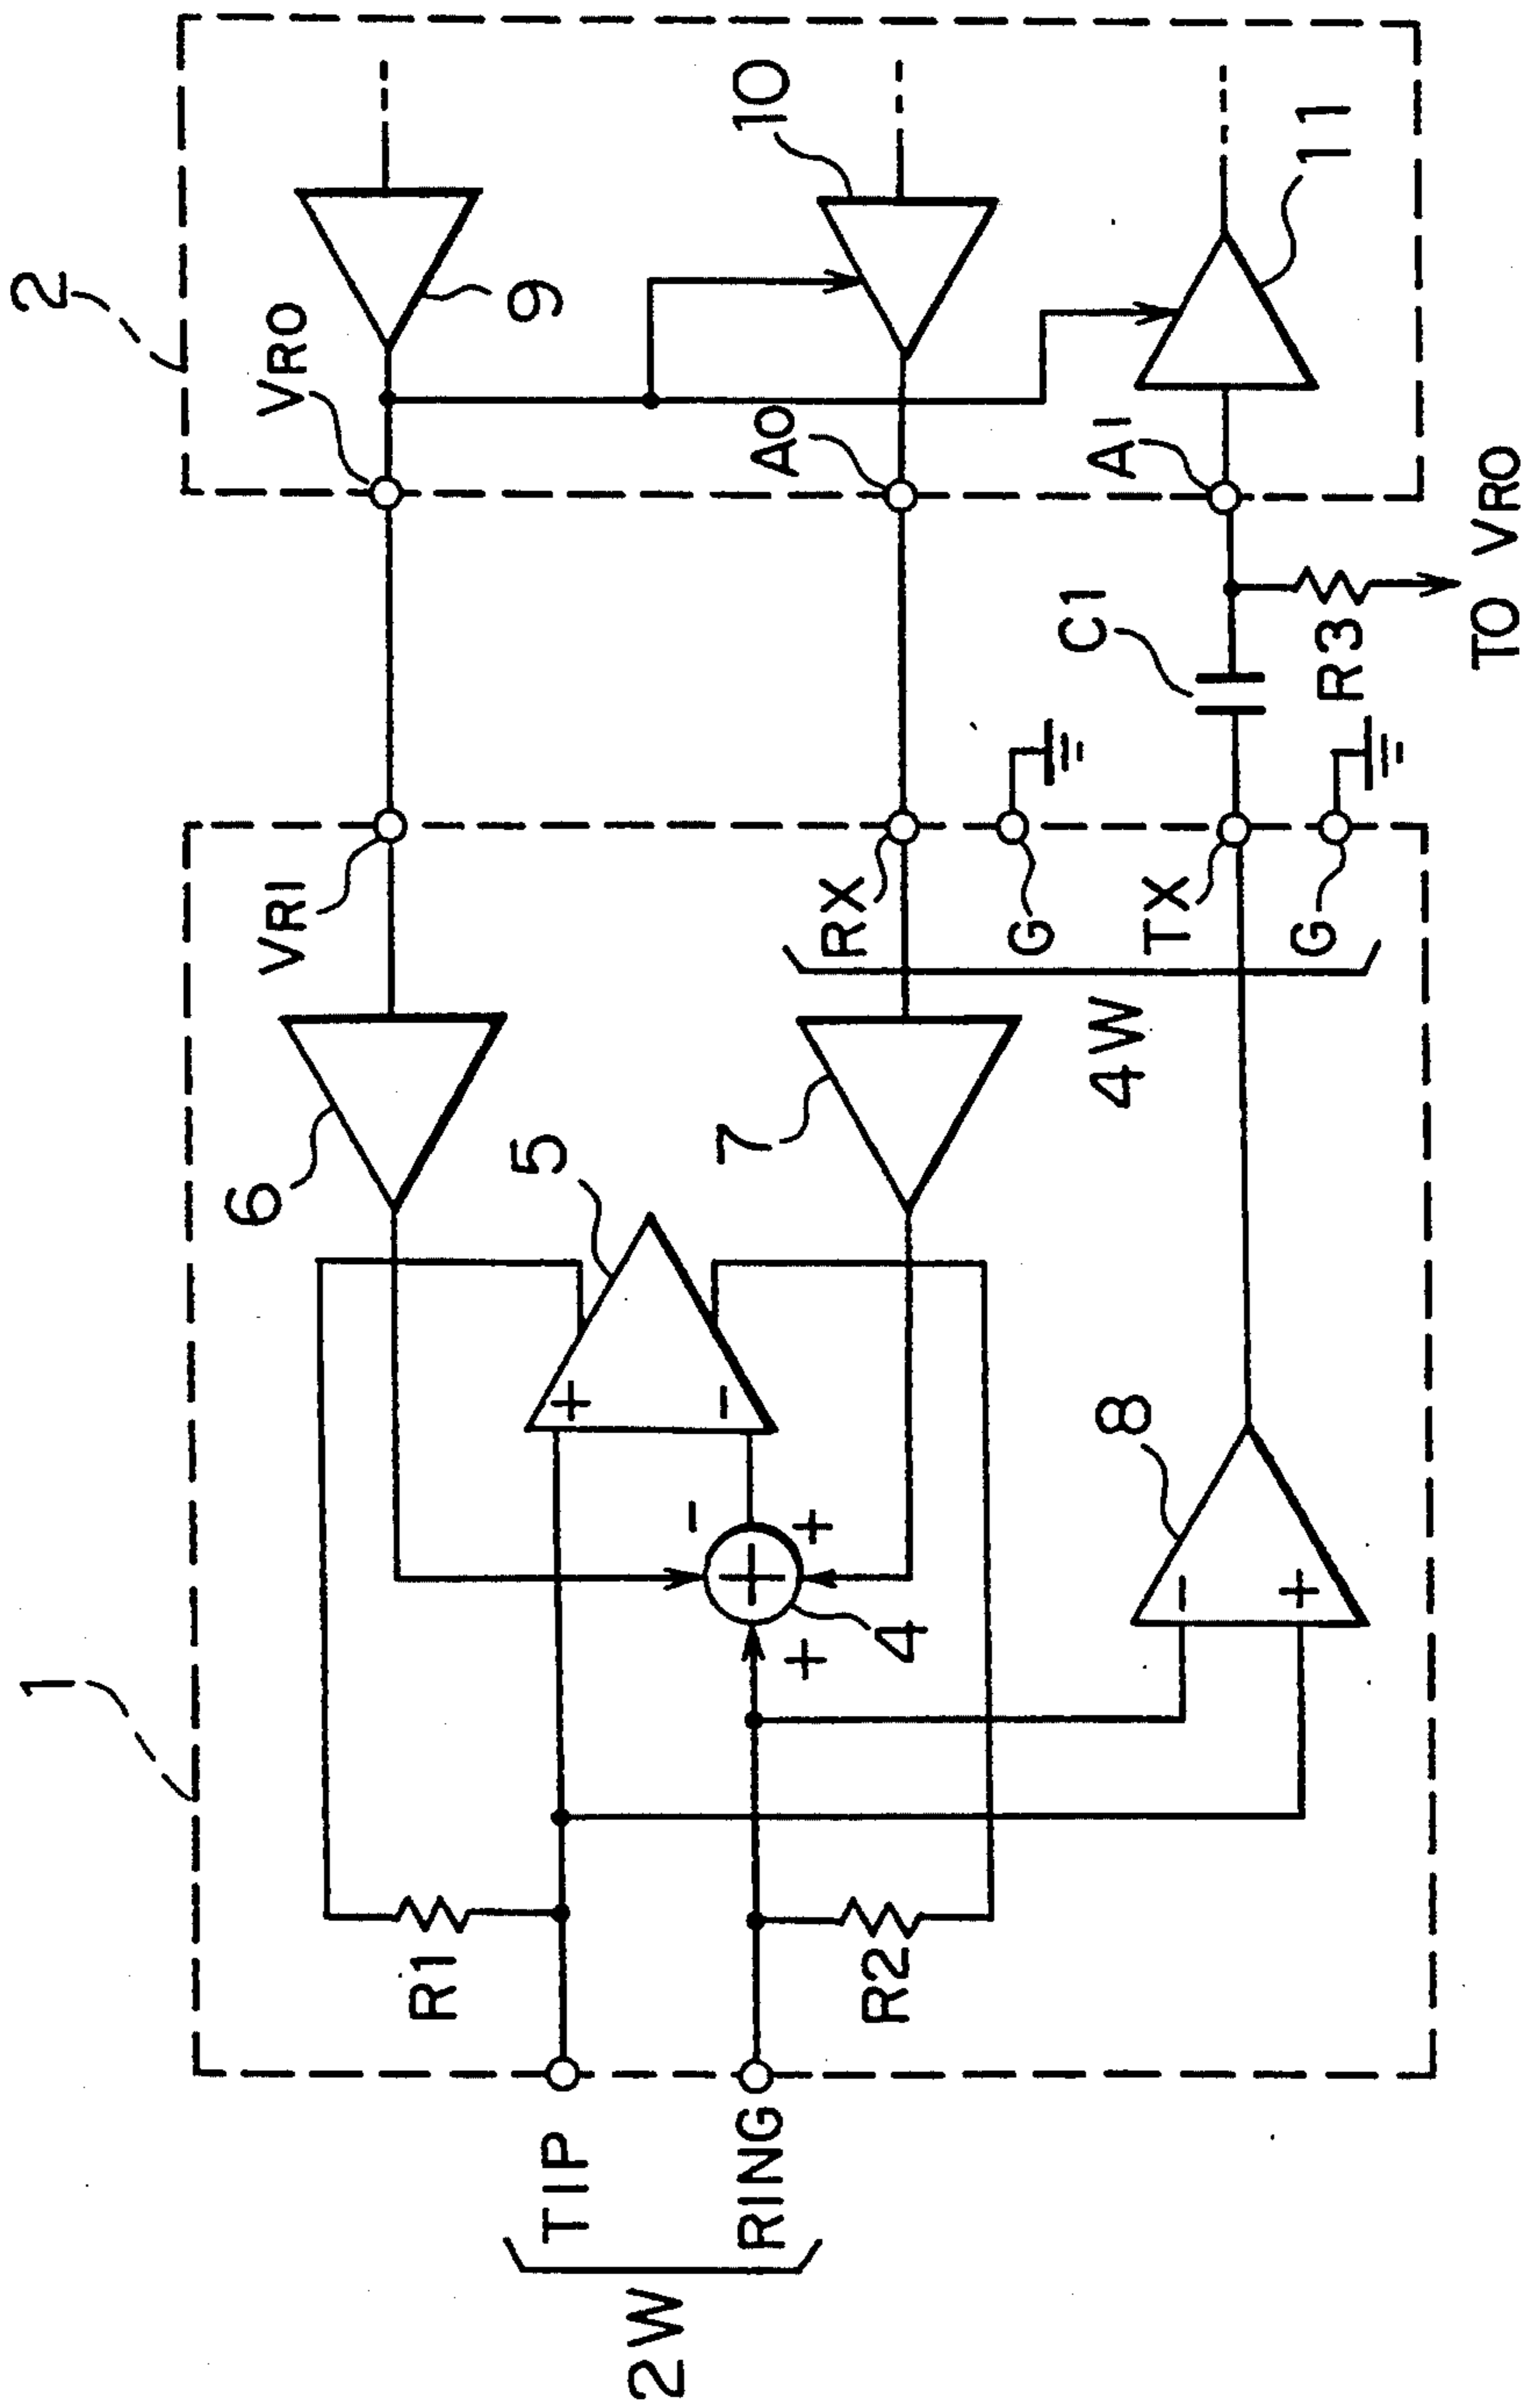 1
2
VRI
VRO
6
9
5
R1
TIP
2W
RING
R2
4
+
-
-
+
+
7
RX
AO
10
G
4W
8
-
+
TX
G
C1
R3
AI
11
TO VRO